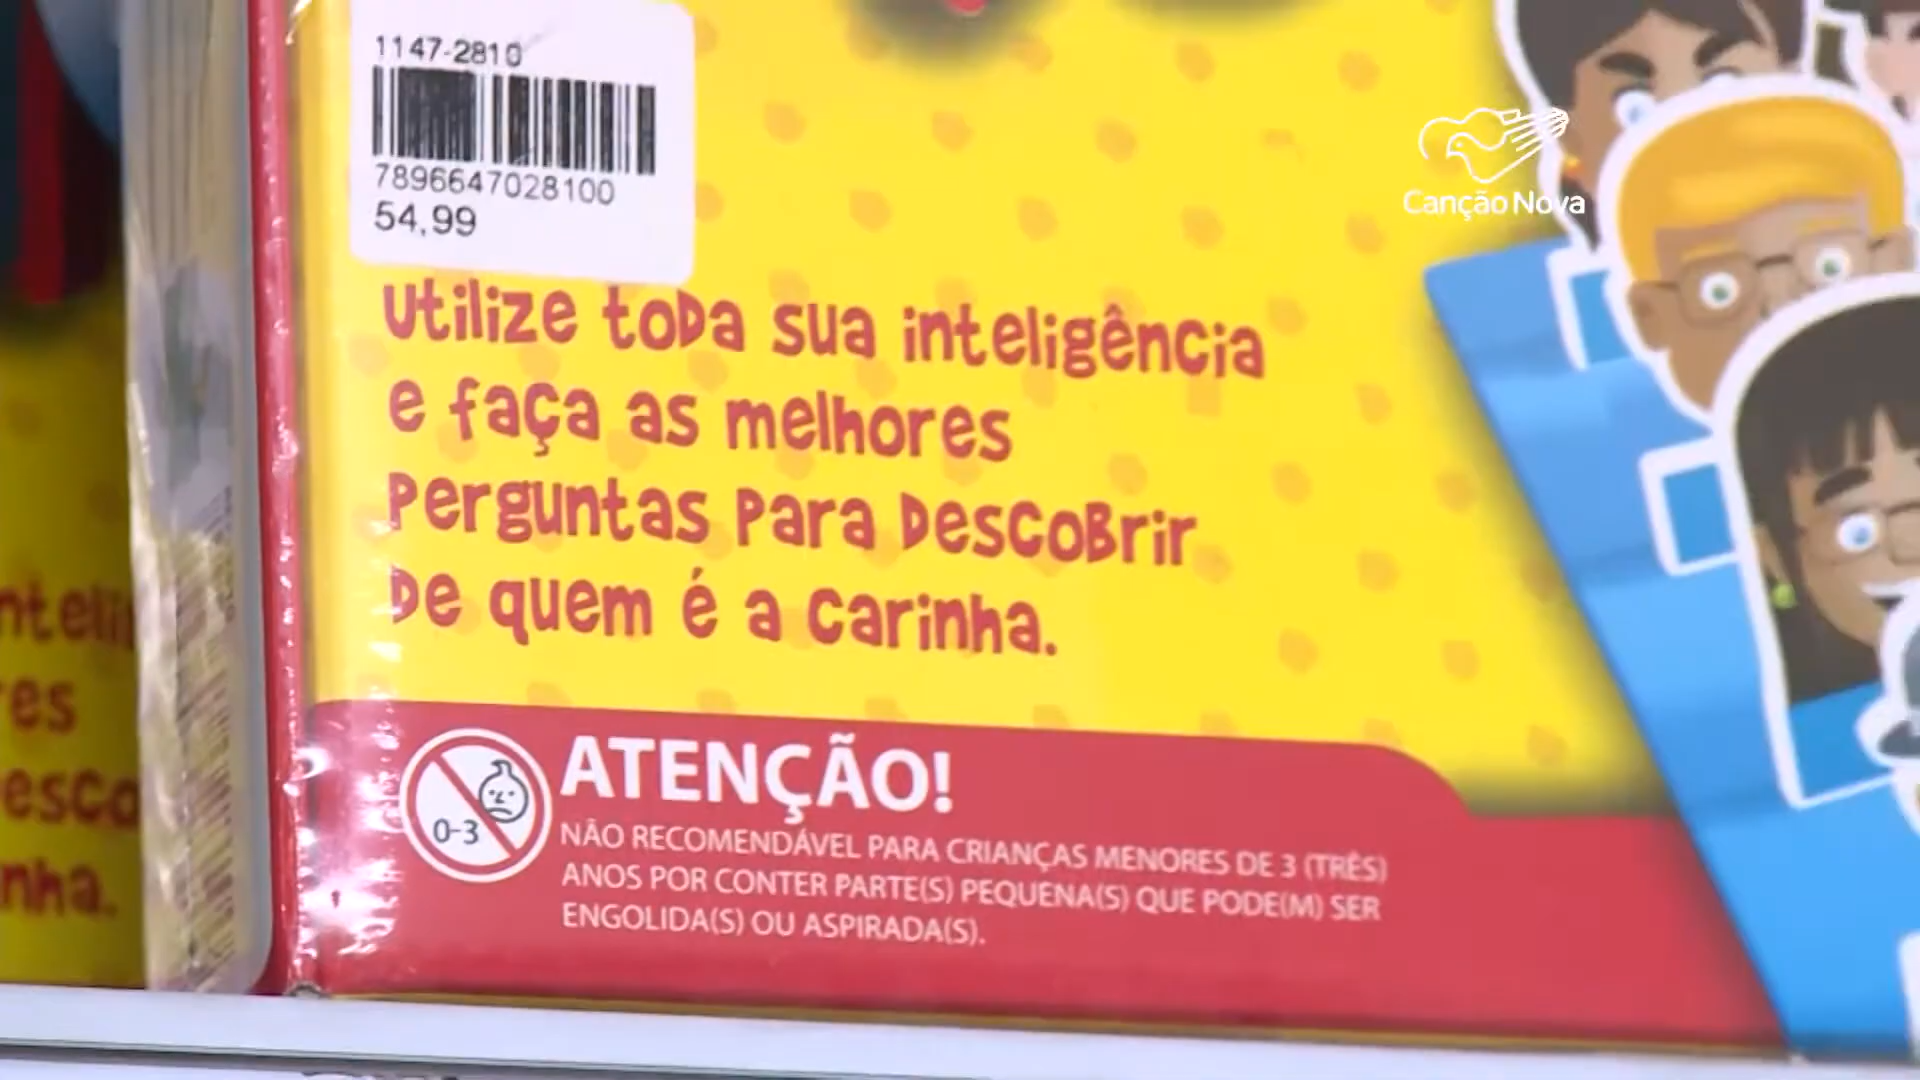 1147-2810
7896647028100
54,99
Canção Nova
utilize toda sua inteligência
e faça as melhores
perguntas para descobrir
de quem é a carinha.
ATENÇÃO!
0-3
NÃO RECOMENDÁVEL PARA CRIANÇAS MENORES DE 3 (TRÊS)
ANOS POR CONTER PARTE(S) PEQUENA(S) QUE PODE(M) SER
ENGOLIDA(S) OU ASPIRADA(S).
res
nha.